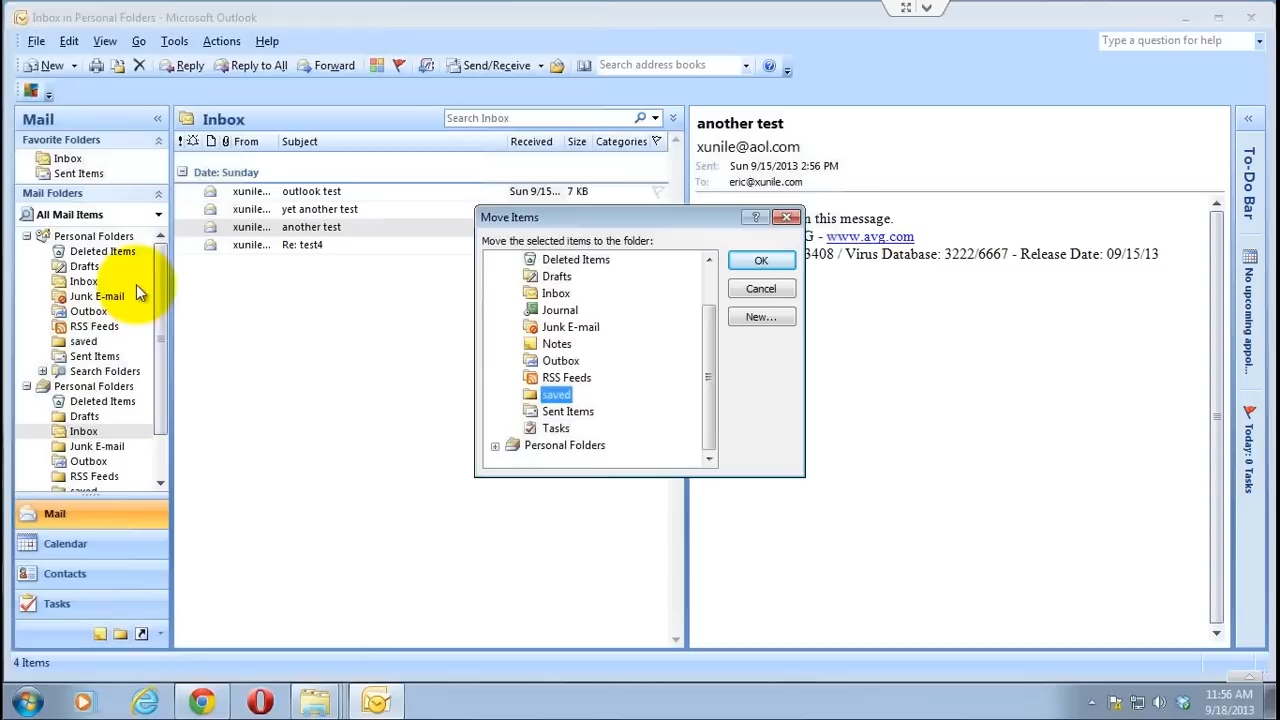 Inbox in Personal Folders - Microsoft Outlook
File Edit View Go Tools Actions Help
Type a question for help
New Reply Reply to All Forward Send/Receive Search address books
Mail
Favorite Folders
Inbox
Sent Items
Mail Folders
All Mail Items
Personal Folders
Deleted Items
Drafts
Inbox
Junk E-mail
Outbox
RSS Feeds
saved
Sent Items
Search Folders
Personal Folders
Deleted Items
Drafts
Inbox
Junk E-mail
Outbox
RSS Feeds
saved
Mail
Calendar
Contacts
Tasks
Inbox
Search Inbox
! From Subject Received Size Categories
Date: Sunday
xunile... outlook test Sun 9/15... 7 KB
xunile... yet another test
xunile... another test
xunile... Re: test4
Move Items
Move the selected items to the folder:
Deleted Items
Drafts
Inbox
Journal
Junk E-mail
Notes
Outbox
RSS Feeds
saved
Sent Items
Tasks
Personal Folders
OK
Cancel
New...
another test
xunile@aol.com
Sent: Sun 9/15/2013 2:56 PM
To: eric@xunile.com
n this message.
G - www.avg.com
3408 / Virus Database: 3222/6667 - Release Date: 09/15/13
To-Do Bar
No upcoming appoi...
Today: 0 Tasks
4 Items
11:56 AM
9/18/2013